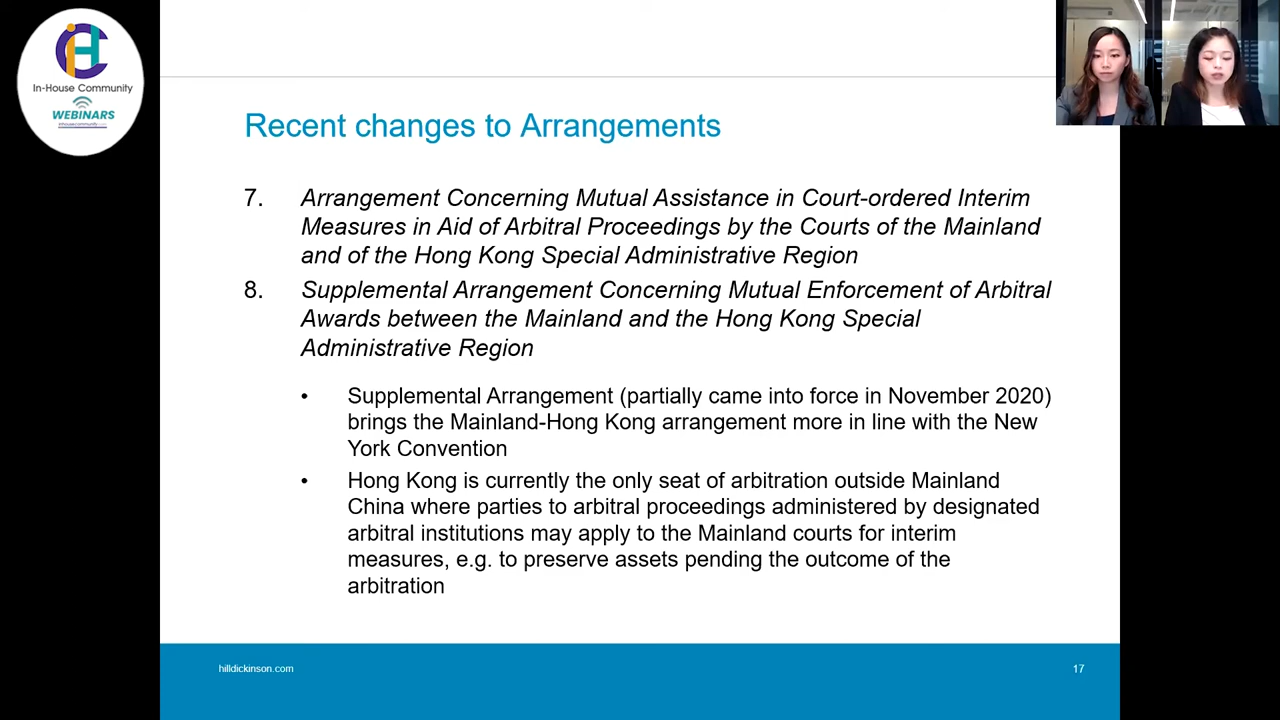 In-House Community
WEBINARS
Recent changes to Arrangements
7. Arrangement Concerning Mutual Assistance in Court-ordered Interim
Measures in Aid of Arbitral Proceedings by the Courts of the Mainland
and of the Hong Kong Special Administrative Region
8. Supplemental Arrangement Concerning Mutual Enforcement of Arbitral
Awards between the Mainland and the Hong Kong Special
Administrative Region
• Supplemental Arrangement (partially came into force in November 2020)
brings the Mainland-Hong Kong arrangement more in line with the New
York Convention
• Hong Kong is currently the only seat of arbitration outside Mainland
China where parties to arbitral proceedings administered by designated
arbitral institutions may apply to the Mainland courts for interim
measures, e.g. to preserve assets pending the outcome of the
arbitration
hilldickinson.com
17